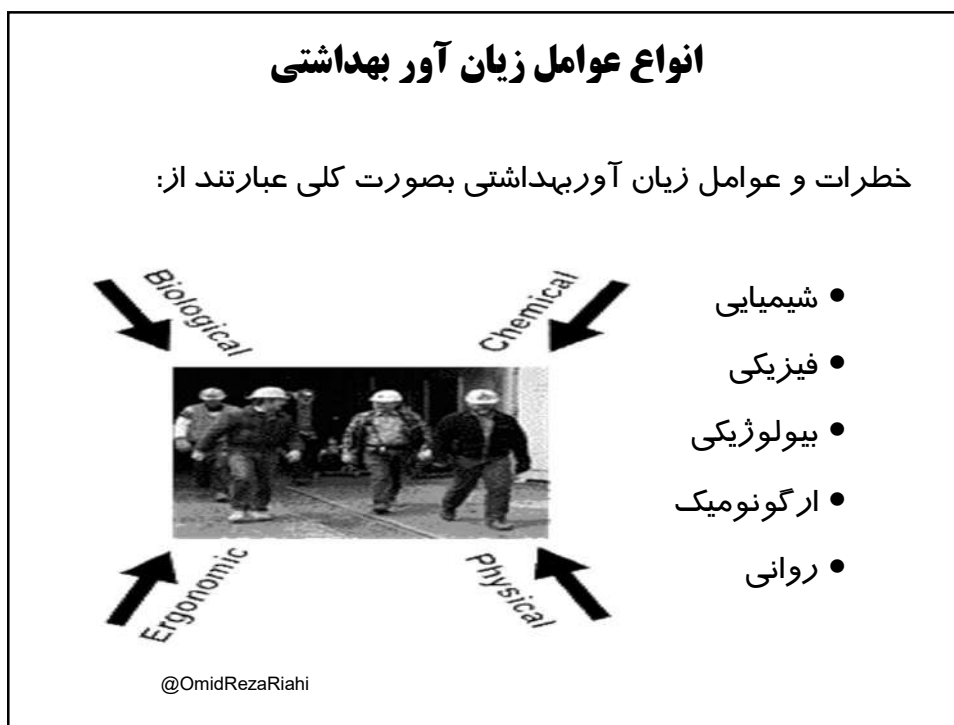 انواع عوامل زیان آور بهداشتی
خطرات و عوامل زیان آوربهداشتی بصورت کلی عبارتند از:
• شیمیایی
• فیزیکی
• بیولوژیکی
• ارگونومیک
• روانی
Biological
Chemical
Ergonomic
Physical
@OmidRezaRiahi